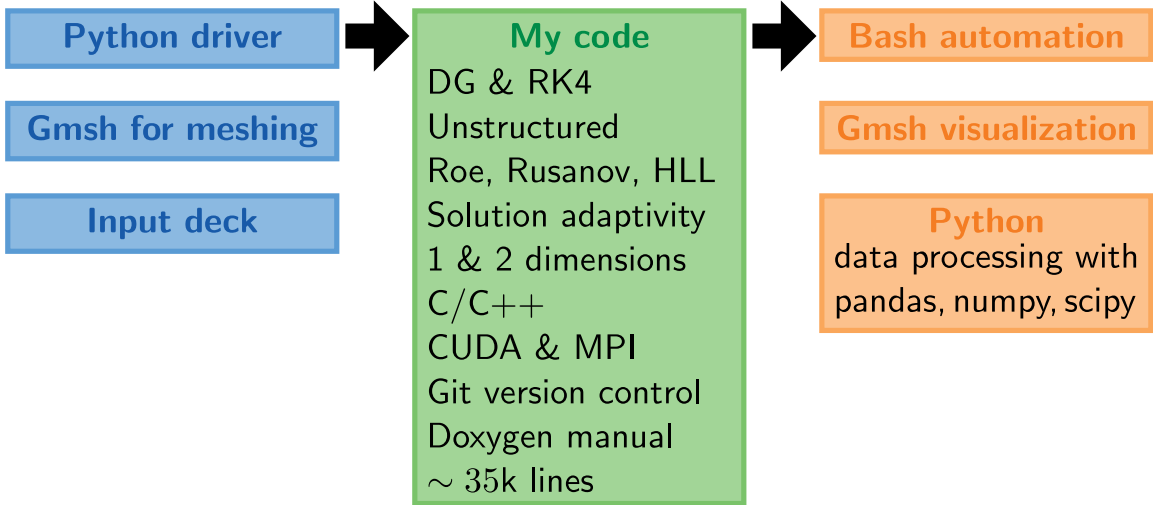 Python driver
Gmsh for meshing
Input deck
My code
DG & RK4
Unstructured
Roe, Rusanov, HLL
Solution adaptivity
1 & 2 dimensions
C/C++
CUDA & MPI
Git version control
Doxygen manual
∼ 35k lines
Bash automation
Gmsh visualization
Python
data processing with
pandas, numpy, scipy